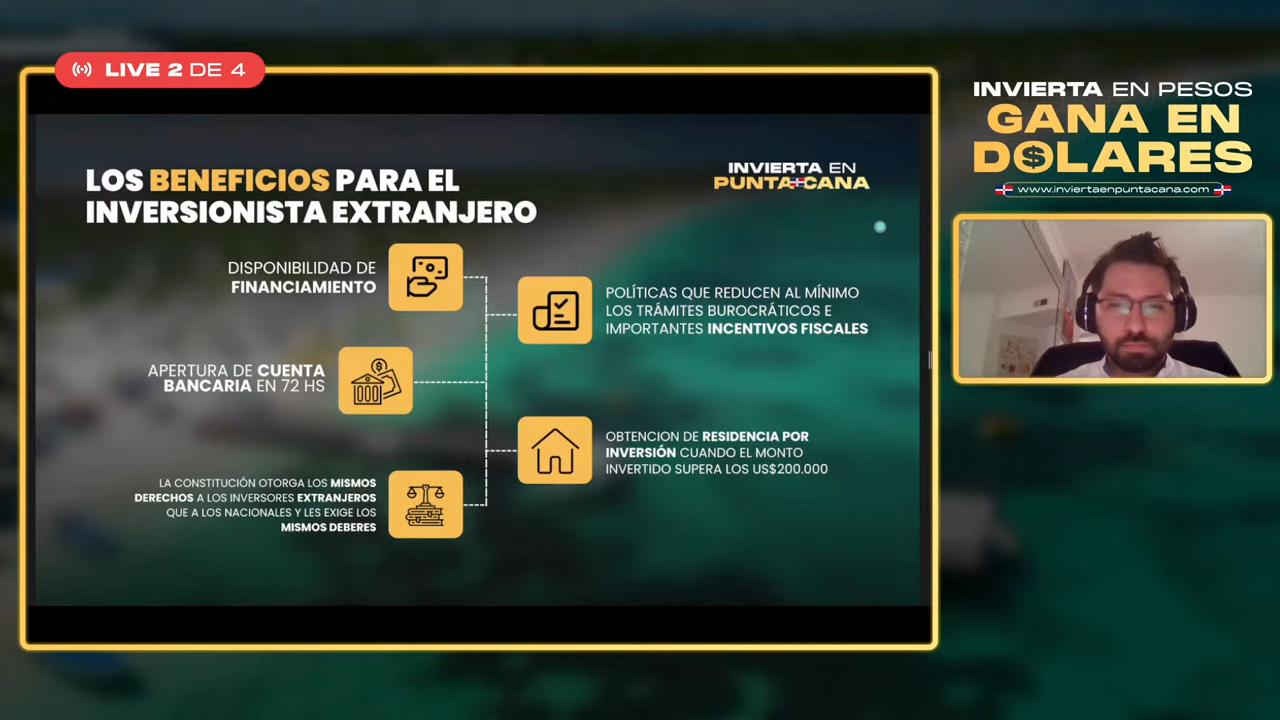 LIVE 2 DE 4
LOS BENEFICIOS PARA EL
INVERSIONISTA EXTRANJERO
INVIERTA EN
PUNTA CANA
DISPONIBILIDAD DE
FINANCIAMIENTO
POLÍTICAS QUE REDUCEN AL MÍNIMO
LOS TRÁMITES BUROCRÁTICOS E
IMPORTANTES INCENTIVOS FISCALES
APERTURA DE CUENTA
BANCARIA EN 72 HS
OBTENCION DE RESIDENCIA POR
INVERSIÓN CUANDO EL MONTO
INVERTIDO SUPERA LOS US$200.000
LA CONSTITUCIÓN OTORGA LOS MISMOS
DERECHOS A LOS INVERSORES EXTRANJEROS
QUE A LOS NACIONALES Y LES EXIGE LOS
MISMOS DEBERES
INVIERTA EN PESOS
GANA EN
DOLARES
www.inviertaenpuntacana.com